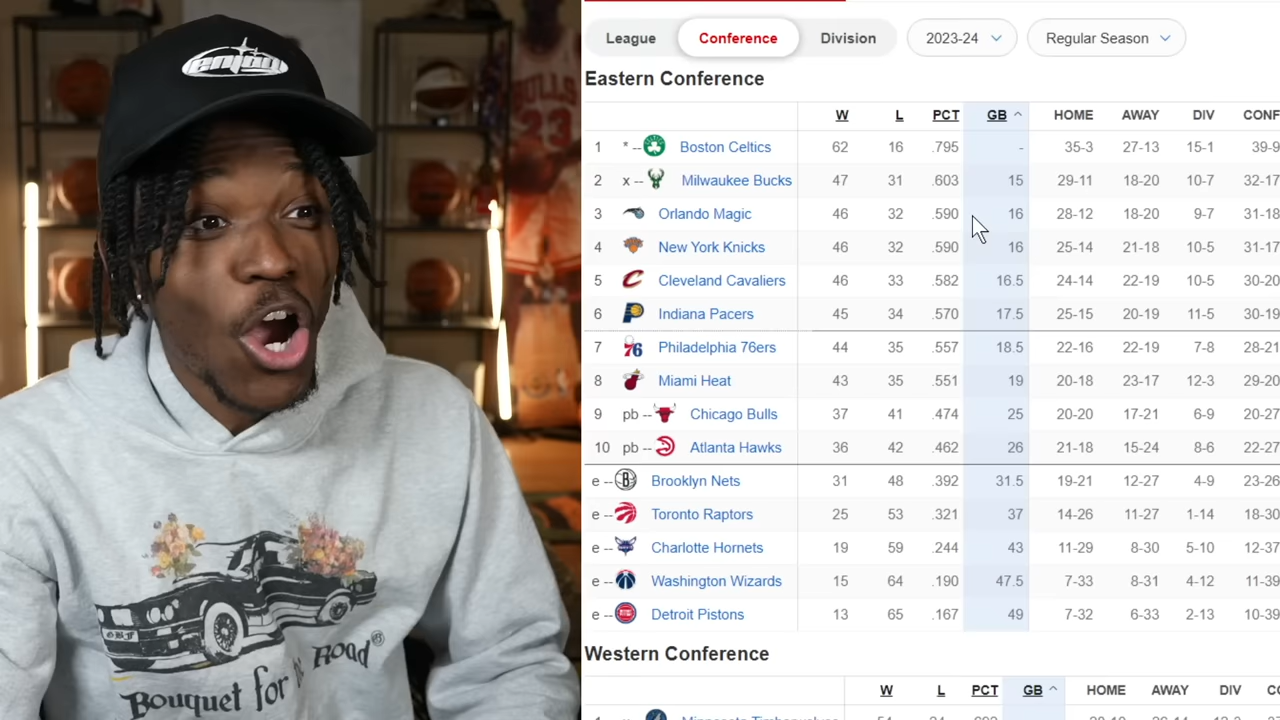 enjoy
BULLS
23
GBF
Bouquet for Road®
League Conference Division 2023-24 Regular Season
Eastern Conference
W L PCT GB HOME AWAY DIV CONF
1 * -- Boston Celtics 62 16 .795 - 35-3 27-13 15-1 39-9
2 x -- Milwaukee Bucks 47 31 .603 15 29-11 18-20 10-7 32-17
3 Orlando Magic 46 32 .590 16 28-12 18-20 9-7 31-18
4 New York Knicks 46 32 .590 16 25-14 21-18 10-5 31-17
5 Cleveland Cavaliers 46 33 .582 16.5 24-14 22-19 10-5 30-20
6 Indiana Pacers 45 34 .570 17.5 25-15 20-19 11-5 30-19
7 Philadelphia 76ers 44 35 .557 18.5 22-16 22-19 7-8 28-21
8 Miami Heat 43 35 .551 19 20-18 23-17 12-3 29-20
9 pb -- Chicago Bulls 37 41 .474 25 20-20 17-21 6-9 20-27
10 pb -- Atlanta Hawks 36 42 .462 26 21-18 15-24 8-6 22-27
e -- Brooklyn Nets 31 48 .392 31.5 19-21 12-27 4-9 23-26
e -- Toronto Raptors 25 53 .321 37 14-26 11-27 1-14 18-30
e -- Charlotte Hornets 19 59 .244 43 11-29 8-30 5-10 12-37
e -- Washington Wizards 15 64 .190 47.5 7-33 8-31 4-12 11-39
e -- Detroit Pistons 13 65 .167 49 7-32 6-33 2-13 10-39
Western Conference
W L PCT GB HOME AWAY DIV